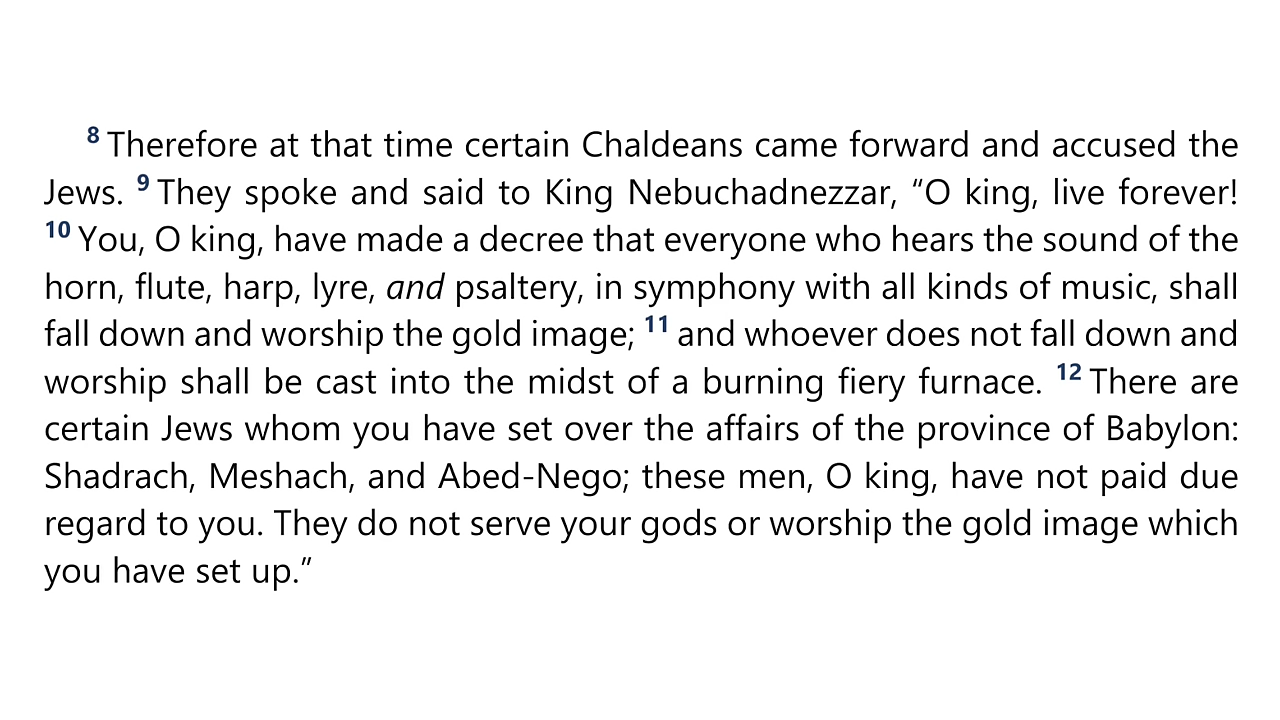 8 Therefore at that time certain Chaldeans came forward and accused the
Jews. 9 They spoke and said to King Nebuchadnezzar, “O king, live forever!
10 You, O king, have made a decree that everyone who hears the sound of the
horn, flute, harp, lyre, and psaltery, in symphony with all kinds of music, shall
fall down and worship the gold image; 11 and whoever does not fall down and
worship shall be cast into the midst of a burning fiery furnace. 12 There are
certain Jews whom you have set over the affairs of the province of Babylon:
Shadrach, Meshach, and Abed-Nego; these men, O king, have not paid due
regard to you. They do not serve your gods or worship the gold image which
you have set up.”